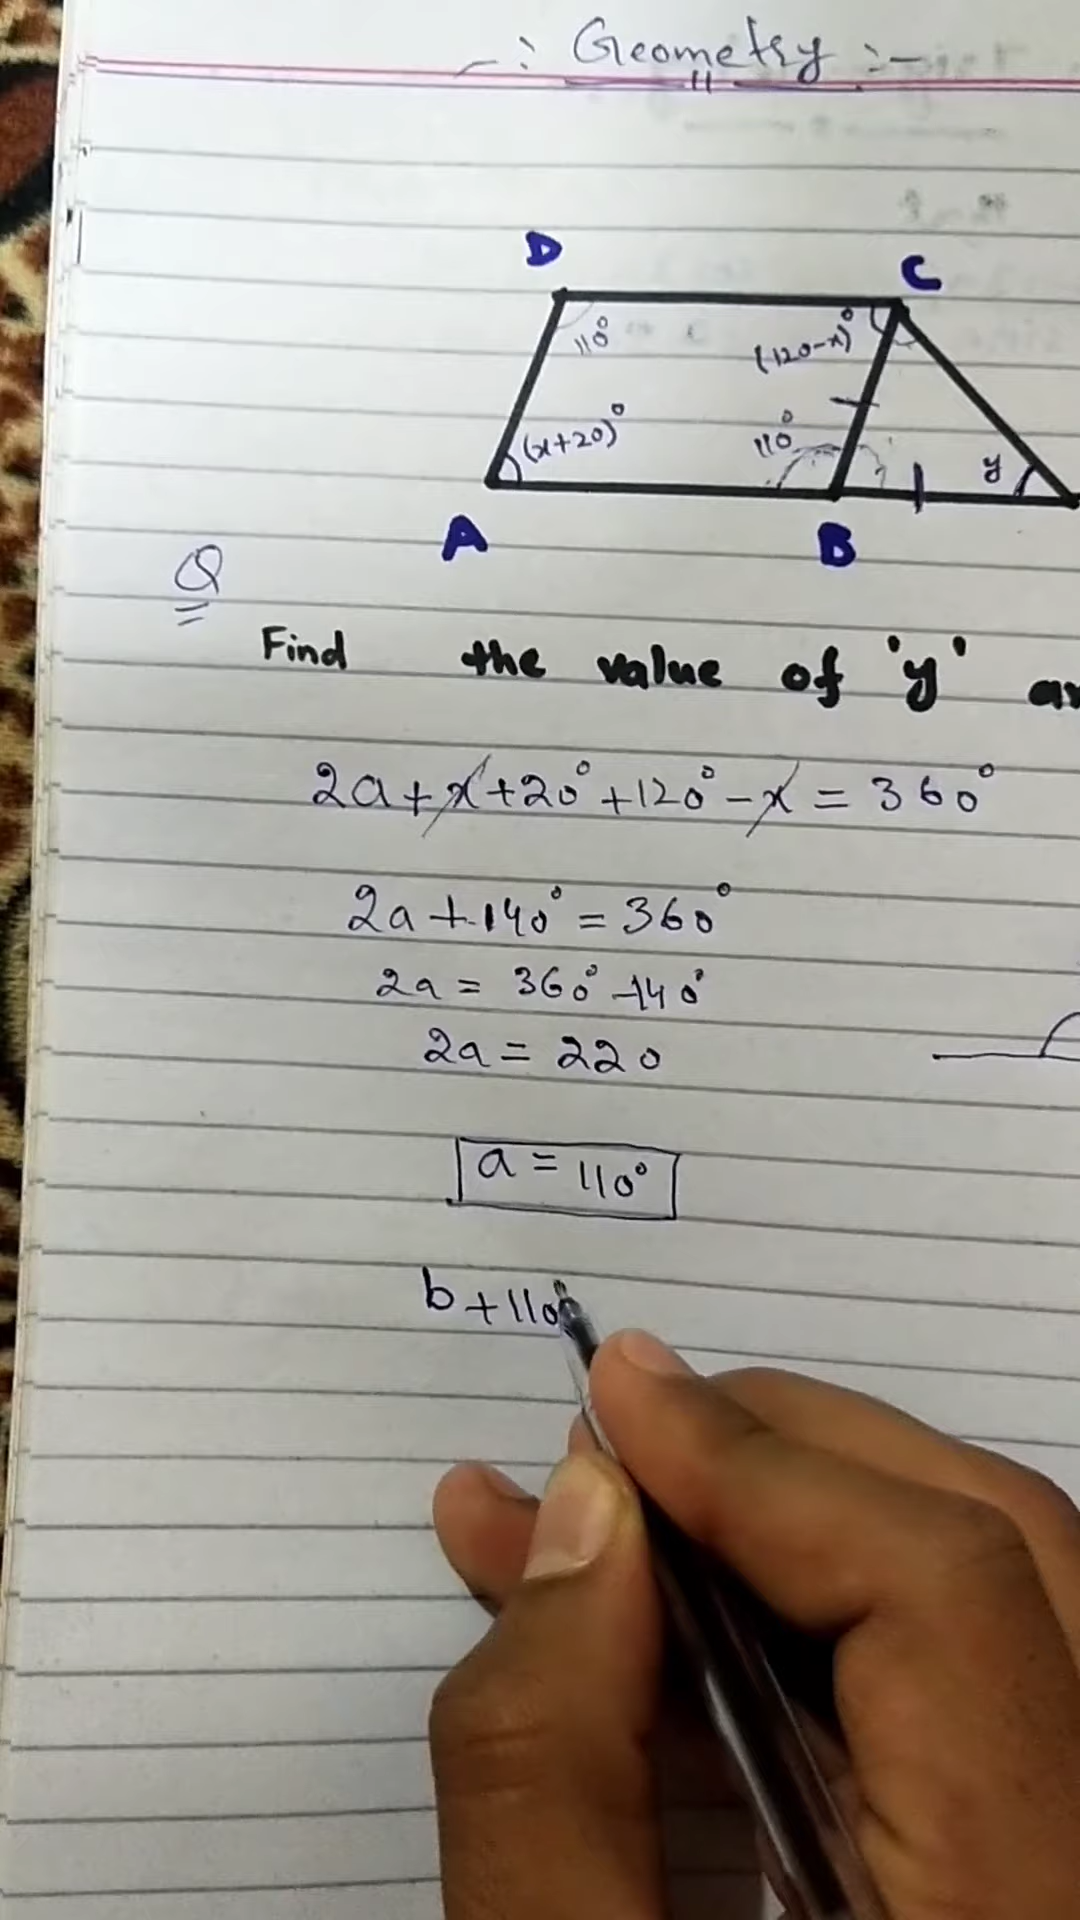 -: Geometry :-
D
C
110°
(120-x)°
(x+20)°
110°
y
A
B
Q
Find the value of 'y'
2a+x+20°+120°-x=360°
2a+140°=360°
2a= 360°-140°
2a=220
a=110°
b+110